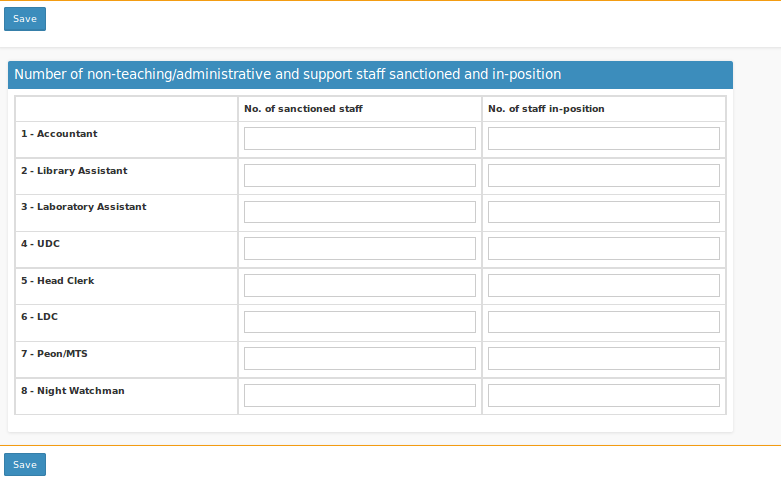 Save
Number of non-teaching/administrative and support staff sanctioned and in-position
No. of sanctioned staff No. of staff in-position
1 - Accountant
2 - Library Assistant
3 - Laboratory Assistant
4 - UDC
5 - Head Clerk
6 - LDC
7 - Peon/MTS
8 - Night Watchman
Save